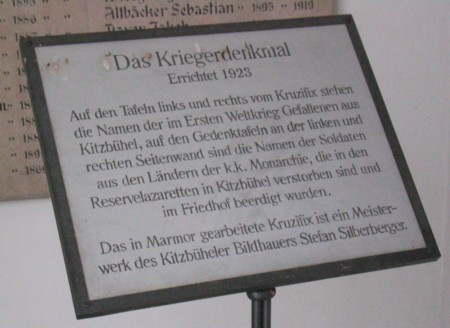 Allbäcker Sebastian " 1895 " 1919
Das Kriegerdenkmal
Errichtet 1923
Auf den Tafeln links und rechts vom Kruzifix stehen
die Namen der im Ersten Weltkrieg Gefallenen aus
Kitzbühel, auf den Gedenktafeln an der linken und
rechten Seitenwand sind die Namen der Soldaten
aus den Ländern der k.k. Monarchie, die in den
Reservelazaretten in Kitzbühel verstorben sind und
im Friedhof beerdigt wurden.
Das in Marmor gearbeitete Kruzifix ist ein Meister-
werk des Kitzbüheler Bildhauers Stefan Silberberger.